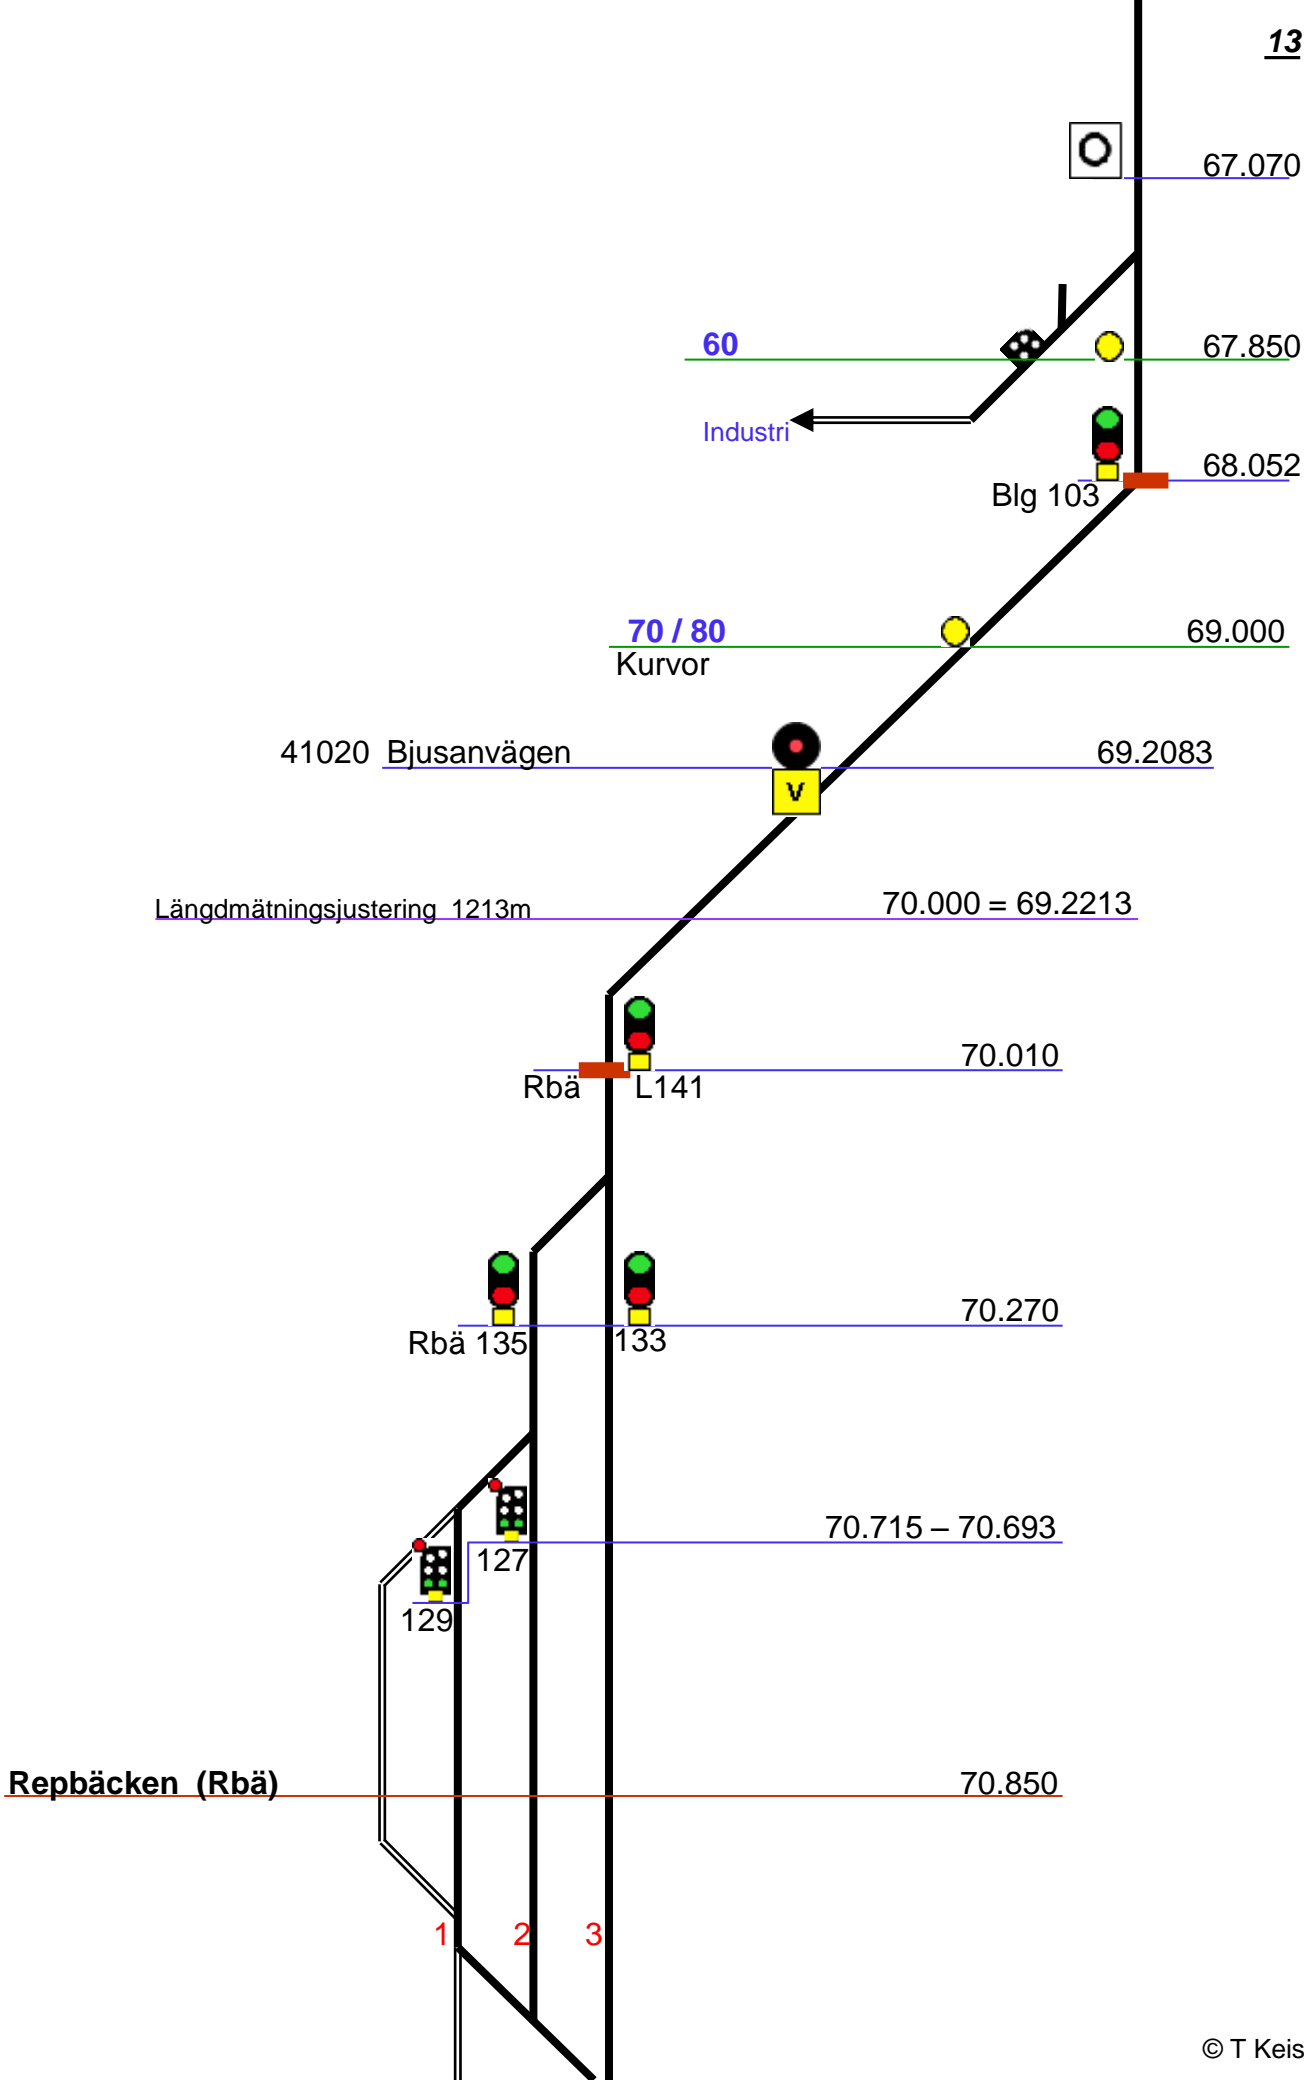 13
67.070
60 67.850
Industri
68.052
Blg 103
70 / 80 69.000
Kurvor
41020 Bjusanvägen 69.2083
V
Längdmätningsjustering 1213m 70.000 = 69.2213
70.010
Rbä L141
70.270
Rbä 135 133
70.715 – 70.693
127
129
Repbäcken (Rbä) 70.850
1 2 3
© T Keis